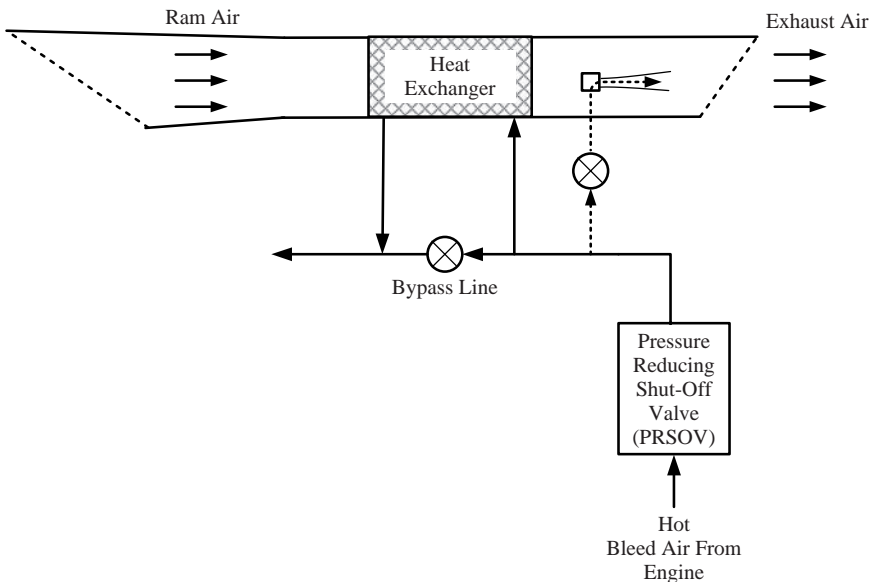 Ram Air
Exhaust Air
Heat
Exchanger
Bypass Line
Pressure
Reducing
Shut-Off
Valve
(PRSOV)
Hot
Bleed Air From
Engine